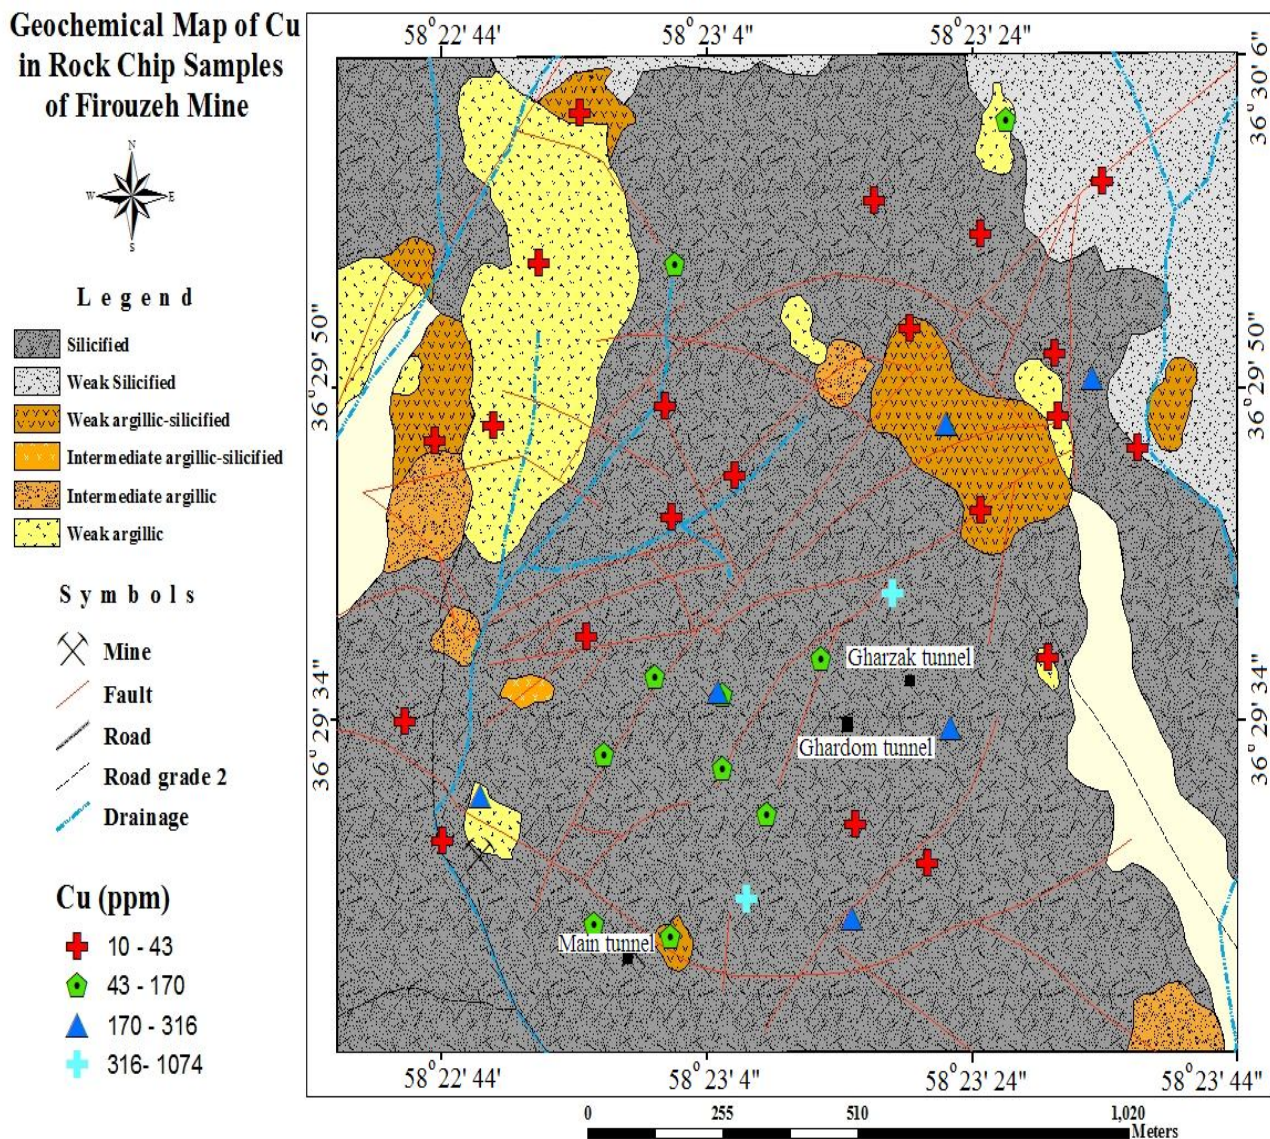 Geochemical Map of Cu
in Rock Chip Samples
of Firouzeh Mine
N
W E
S
Legend
Silicified
Weak Silicified
Weak argillic-silicified
Intermediate argillic-silicified
Intermediate argillic
Weak argillic
Symbols
Mine
Fault
Road
Road grade 2
Drainage
Cu (ppm)
10 - 43
43 - 170
170 - 316
316- 1074
58° 22' 44"
58° 23' 4"
58° 23' 24"
36° 30' 6"
36° 29' 50"
36° 29' 50"
36° 29' 34"
36° 29' 34"
Gharzak tunnel
Ghardom tunnel
Main tunnel
58° 22' 44"
58° 23' 4"
58° 23' 24"
58° 23' 44"
0 255 510 1,020
Meters